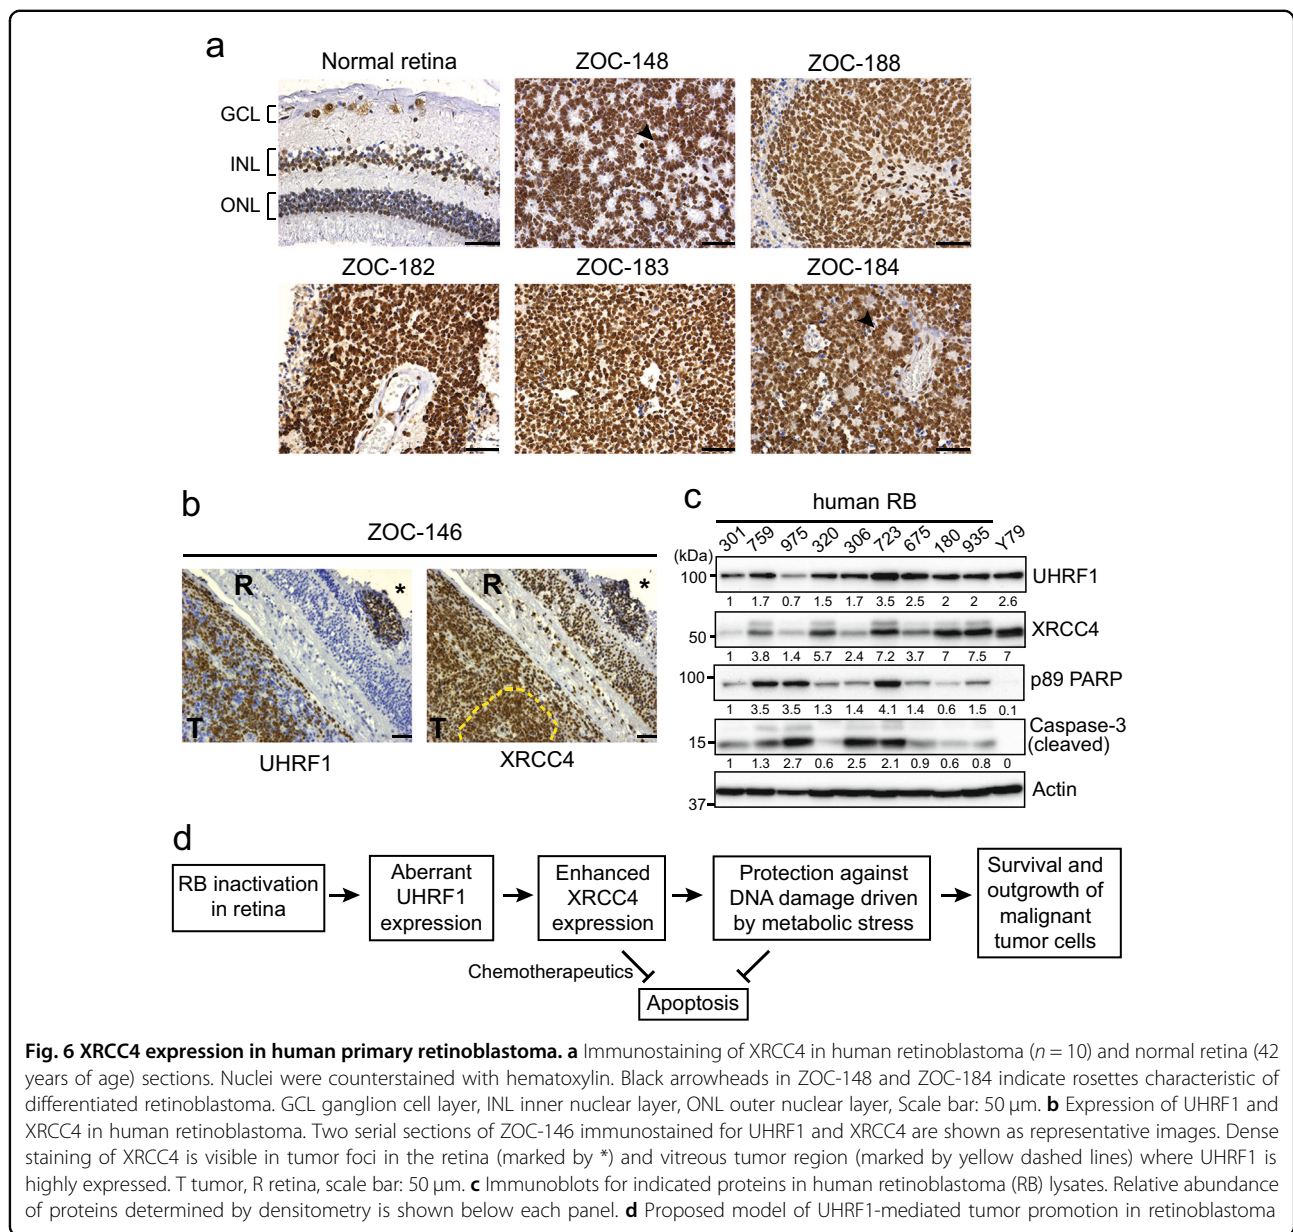 a
Normal retina
ZOC-148
ZOC-188
GCL
INL
ONL
ZOC-182
ZOC-183
ZOC-184
b
ZOC-146
R
*
T
UHRF1
R
*
T
XRCC4
c
human RB
301 759 975 320 306 723 675 180 935 Y79
(kDa)
100
UHRF1
1 1.7 0.7 1.5 1.7 3.5 2.5 2 2 2.6
50
XRCC4
1 3.8 1.4 5.7 2.4 7.2 3.7 7 7.5 7
100
p89 PARP
1 3.5 3.5 1.3 1.4 4.1 1.4 0.6 1.5 0.1
15
Caspase-3
(cleaved)
1 1.3 2.7 0.6 2.5 2.1 0.9 0.6 0.8 0
Actin
37
d
RB inactivation
in retina
Aberrant
UHRF1
expression
Enhanced
XRCC4
expression
Protection against
DNA damage driven
by metabolic stress
Survival and
outgrowth of
malignant
tumor cells
Chemotherapeutics
Apoptosis
Fig. 6 XRCC4 expression in human primary retinoblastoma. a Immunostaining of XRCC4 in human retinoblastoma (n = 10) and normal retina (42
years of age) sections. Nuclei were counterstained with hematoxylin. Black arrowheads in ZOC-148 and ZOC-184 indicate rosettes characteristic of
differentiated retinoblastoma. GCL ganglion cell layer, INL inner nuclear layer, ONL outer nuclear layer, Scale bar: 50 μm. b Expression of UHRF1 and
XRCC4 in human retinoblastoma. Two serial sections of ZOC-146 immunostained for UHRF1 and XRCC4 are shown as representative images. Dense
staining of XRCC4 is visible in tumor foci in the retina (marked by *) and vitreous tumor region (marked by yellow dashed lines) where UHRF1 is
highly expressed. T tumor, R retina, scale bar: 50 μm. c Immunoblots for indicated proteins in human retinoblastoma (RB) lysates. Relative abundance
of proteins determined by densitometry is shown below each panel. d Proposed model of UHRF1-mediated tumor promotion in retinoblastoma